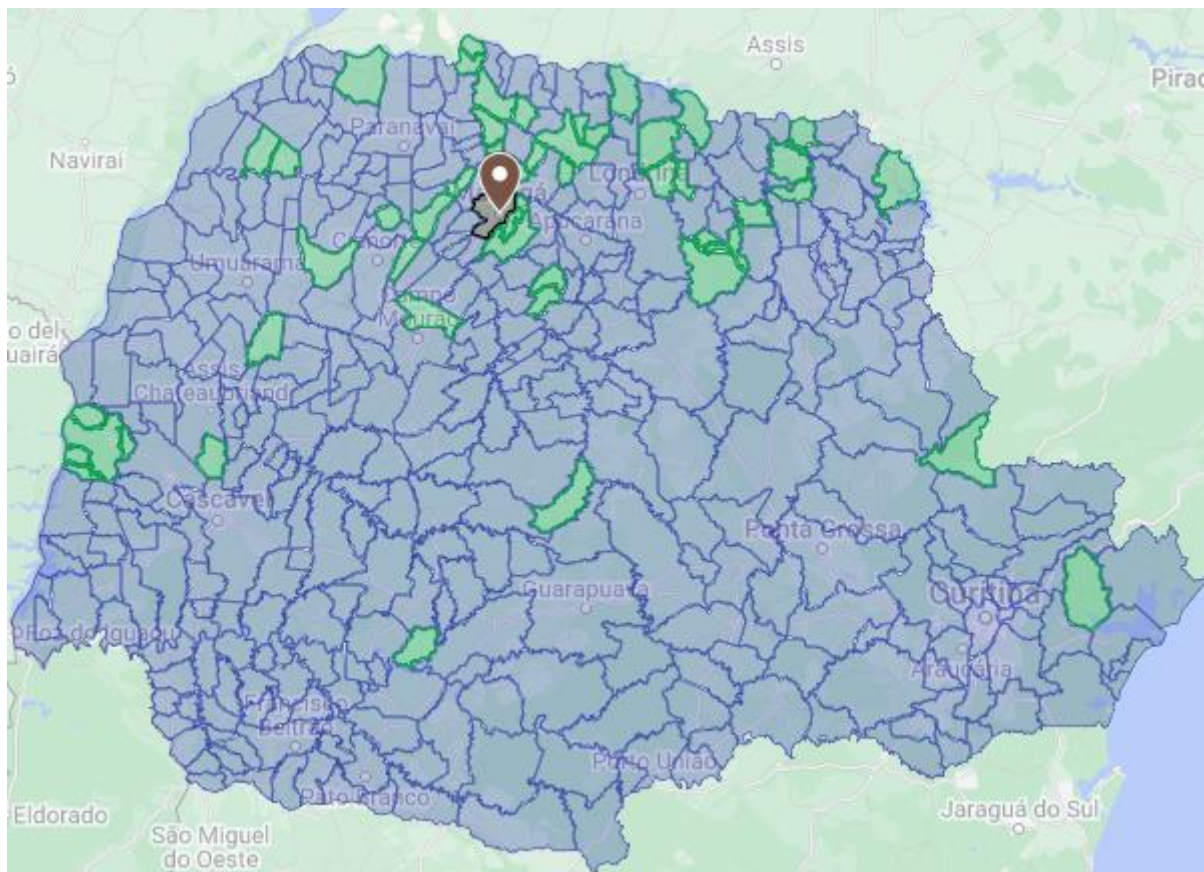 Assis
Pirac
Paranavaí
Naviraí
Londrina
Apucarana
Umuarama
Campo
Mourão
Assis
Chateaubriand
Cascavel
Ponta Grossa
Guarapuava
Curitiba
Araucária
Francisco
Beltrão
Porto União
Pato Branco
Eldorado
São Miguel
do Oeste
Jaraguá do Sul